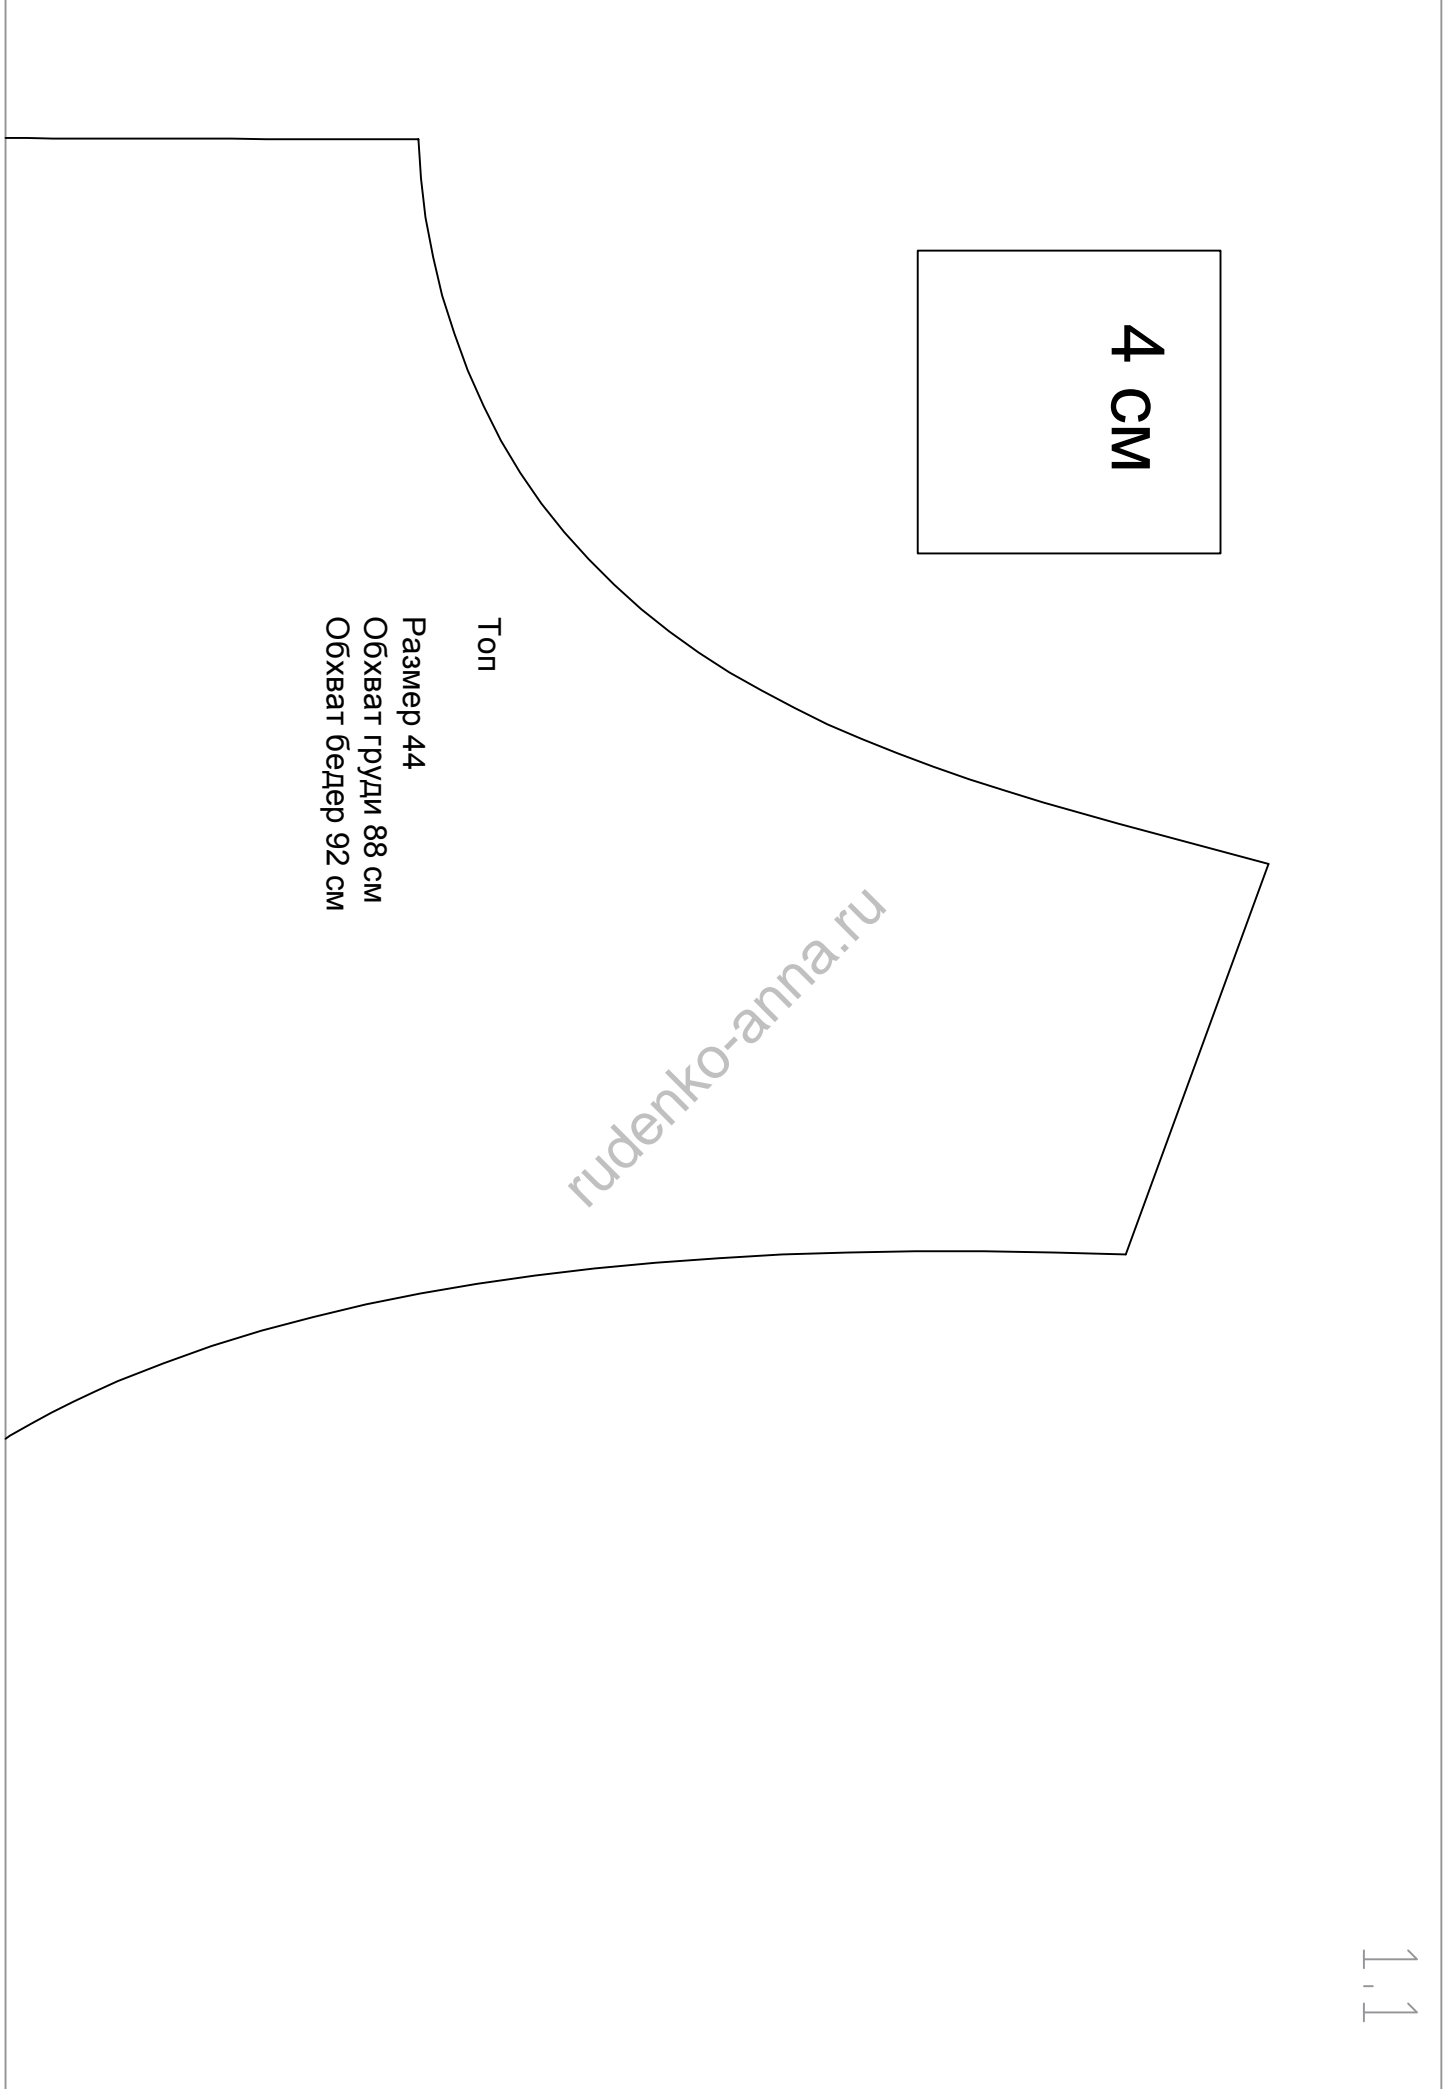 4 см
Топ
Размер 44
Обхват груди 88 см
Обхват бедер 92 см
rudenko-anna.ru
1-1